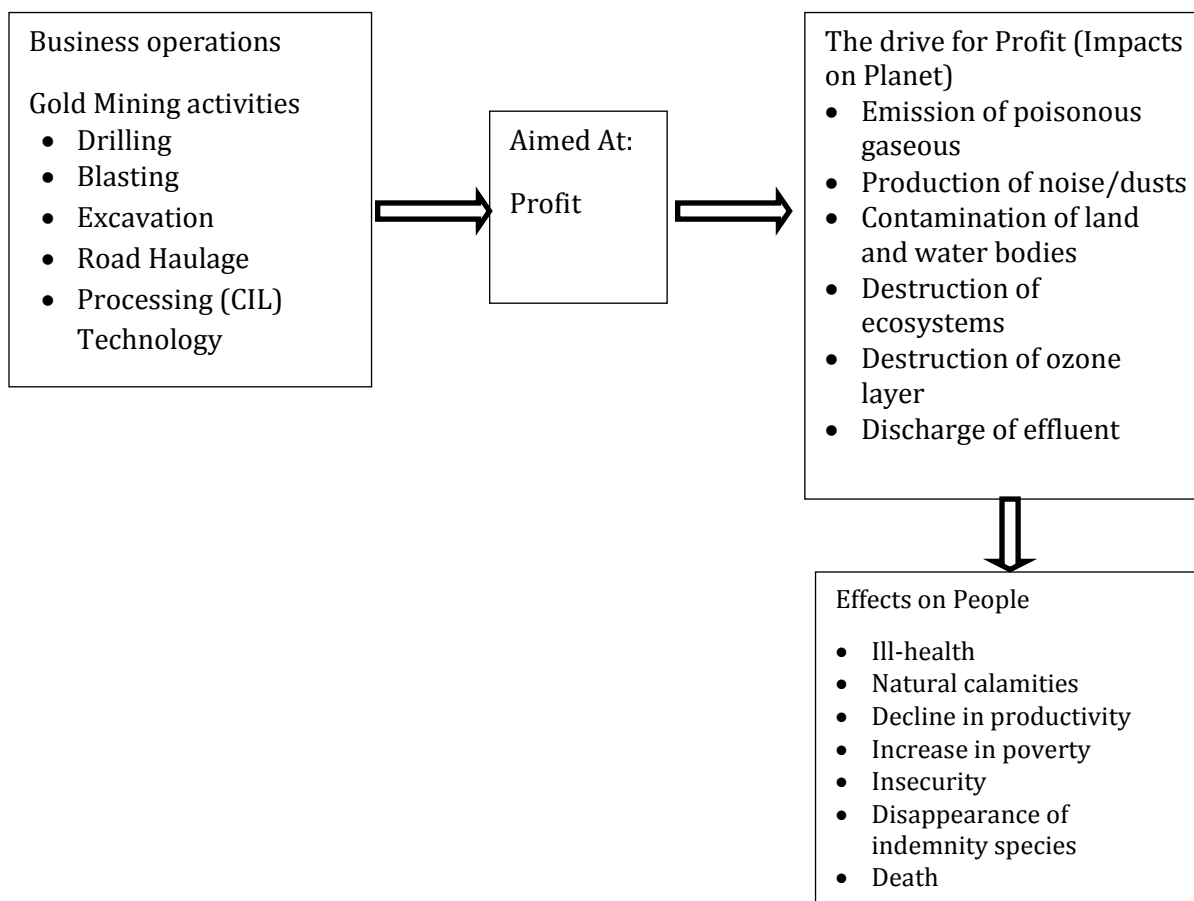 Business operations
Gold Mining activities
• Drilling
• Blasting
• Excavation
• Road Haulage
• Processing (CIL)
Technology
Aimed At:
Profit
The drive for Profit (Impacts
on Planet)
• Emission of poisonous
gaseous
• Production of noise/dusts
• Contamination of land
and water bodies
• Destruction of
ecosystems
• Destruction of ozone
layer
• Discharge of effluent
Effects on People
• Ill-health
• Natural calamities
• Decline in productivity
• Increase in poverty
• Insecurity
• Disappearance of
indemnity species
• Death